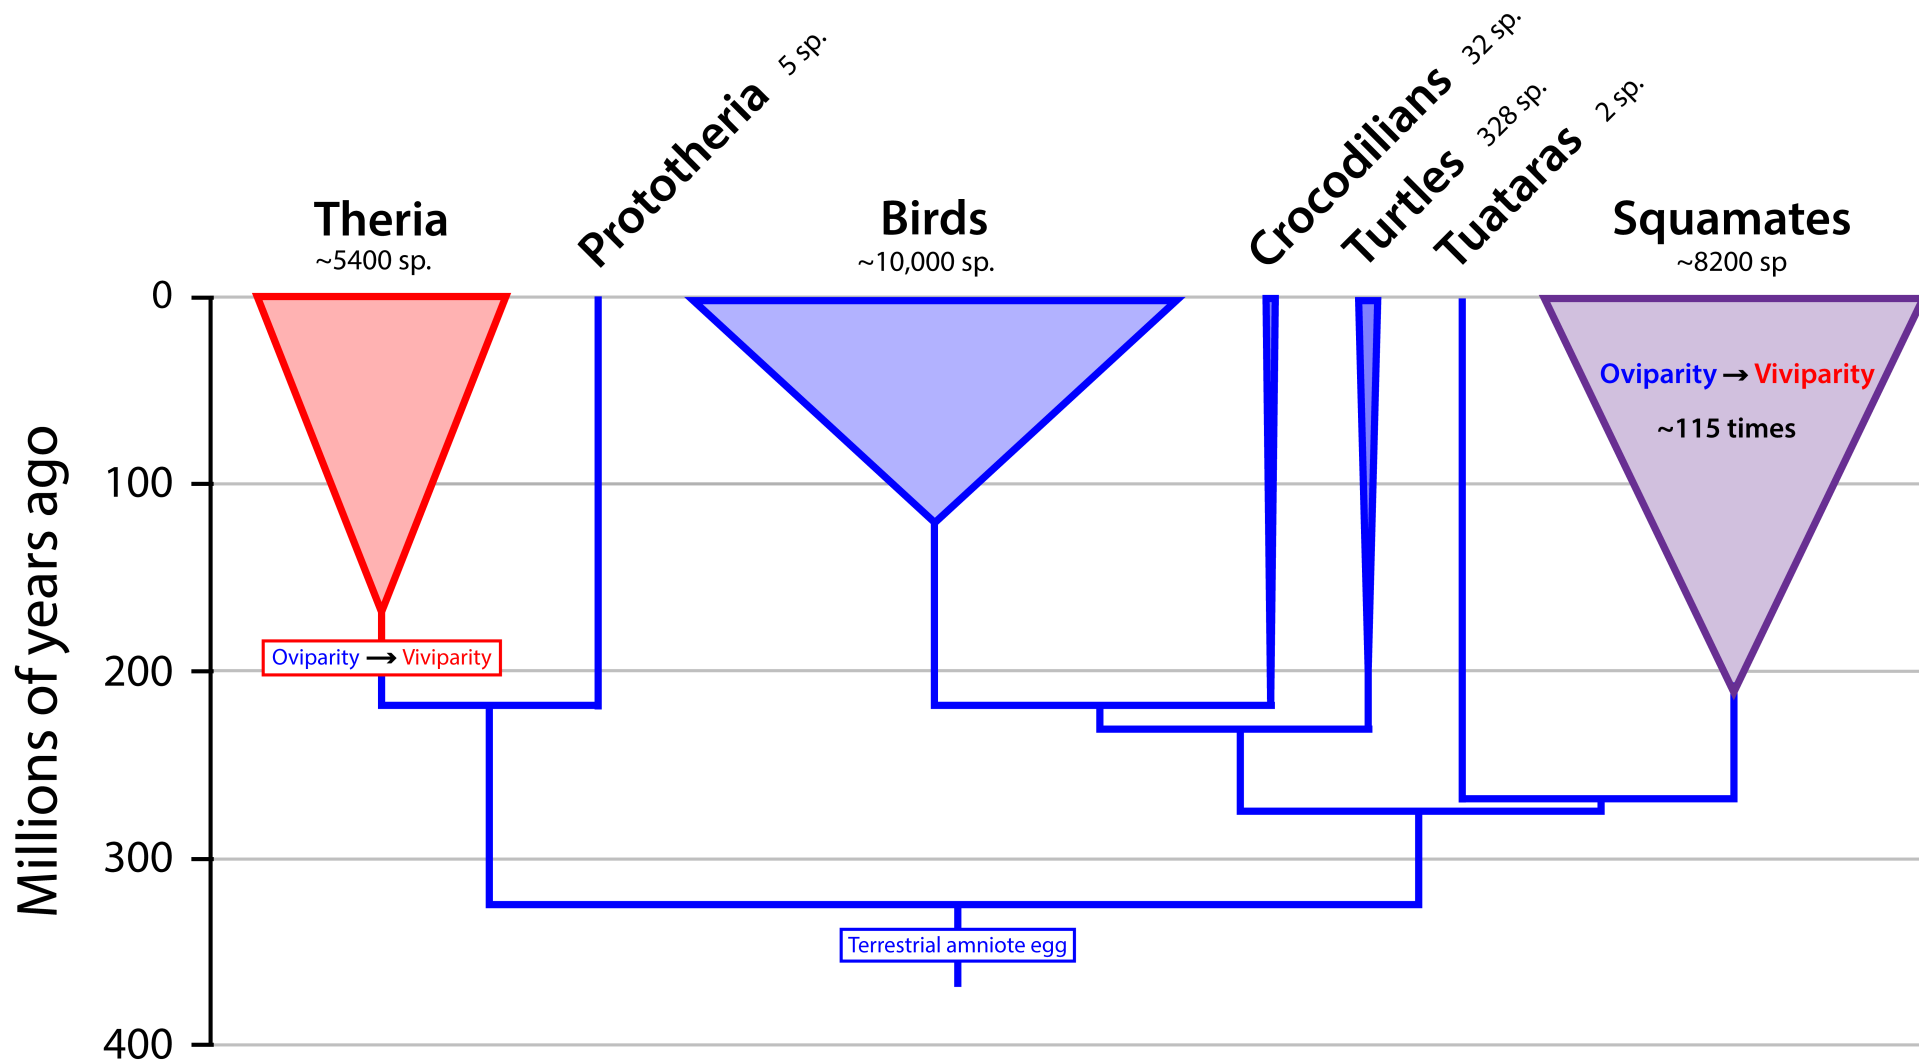 Theria
~5400 sp.
Prototheria 5 sp.
Birds
~10,000 sp.
Crocodilians 32 sp.
Turtles 328 sp.
Tuataras 2 sp.
Squamates
~8200 sp
Millions of years ago
0
100
200
300
400
Oviparity → Viviparity
~115 times
Oviparity → Viviparity
Terrestrial amniote egg